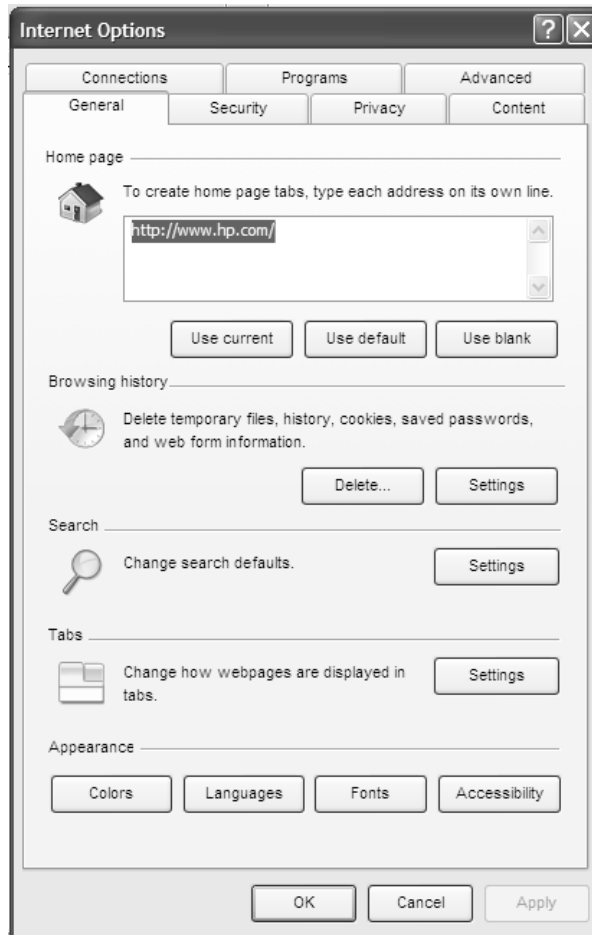 Internet Options
Connections Programs Advanced
General Security Privacy Content
Home page
To create home page tabs, type each address on its own line.
http://www.hp.com/
Use current Use default Use blank
Browsing history
Delete temporary files, history, cookies, saved passwords,
and web form information.
Delete... Settings
Search
Change search defaults.
Settings
Tabs
Change how webpages are displayed in
tabs.
Settings
Appearance
Colors Languages Fonts Accessibility
OK Cancel Apply